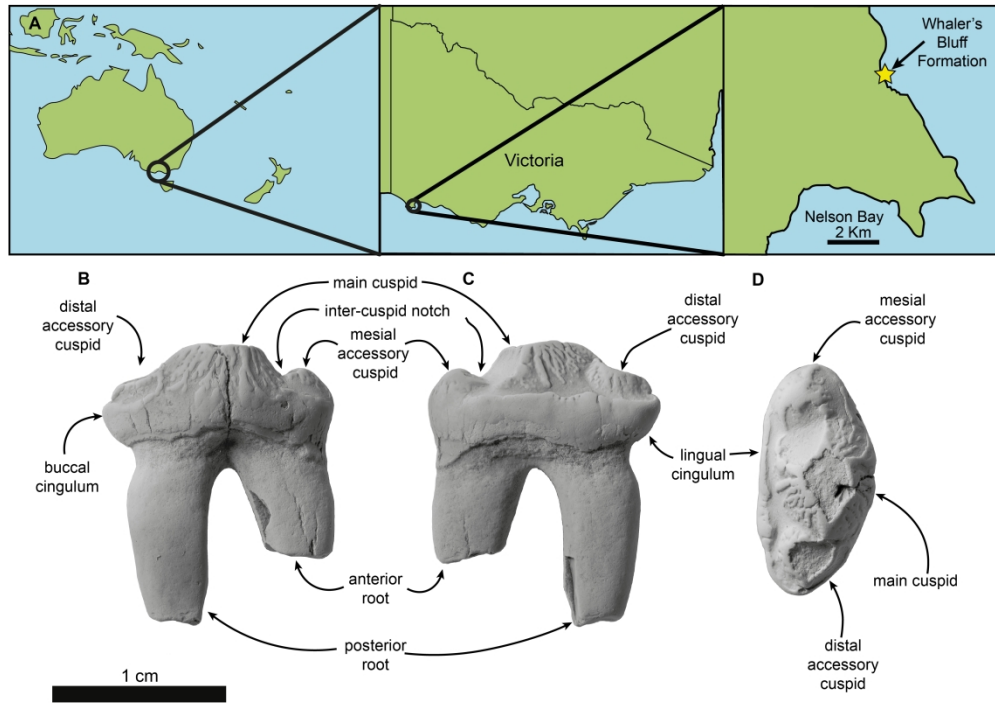 A
Victoria
Whaler's
Bluff
Formation
Nelson Bay
2 Km
B
C
D
main cuspid
inter-cuspid notch
mesial
accessory
cuspid
distal
accessory
cuspid
buccal
cingulum
distal
accessory
cuspid
lingual
cingulum
anterior
root
posterior
root
mesial
accessory
cuspid
main cuspid
distal
accessory
cuspid
1 cm